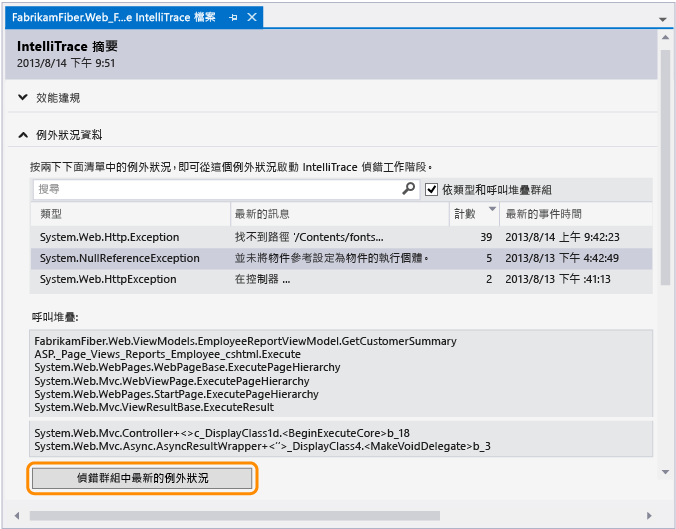 FabrikamFiber.Web_F...e IntelliTrace 檔案
IntelliTrace 摘要
2013/8/14 下午 9:51
效能違規
例外狀況資料
按兩下下面清單中的例外狀況，即可從這個例外狀況啟動 IntelliTrace 偵錯工作階段。
搜尋 依類型和呼叫堆疊群組
類型 最新的訊息 計數 最新的事件時間
System.Web.Http.Exception 找不到路徑 '/Contents/fonts... 39 2013/8/14 上午 9:42:23
System.NullReferenceException 並未將物件參考設定為物件的執行個體。 5 2013/8/13 下午 4:42:49
System.Web.HttpException 在控制器 ... 2 2013/8/13 下午 :41:13
呼叫堆疊:
FabrikamFiber.Web.ViewModels.EmployeeReportViewModel.GetCustomerSummary
ASP._Page_Views_Reports_Employee_cshtml.Execute
System.Web.WebPages.WebPageBase.ExecutePageHierarchy
System.Web.Mvc.WebViewPage.ExecutePageHierarchy
System.Web.WebPages.StartPage.ExecutePageHierarchy
System.Web.Mvc.ViewResultBase.ExecuteResult
System.Web.Mvc.Controller+<>c_DisplayClass1d.<BeginExecuteCore>b_18
System.Web.Mvc.Async.AsyncResultWrapper+<¨>_DisplayClass4.<MakeVoidDelegate>b_3
偵錯群組中最新的例外狀況